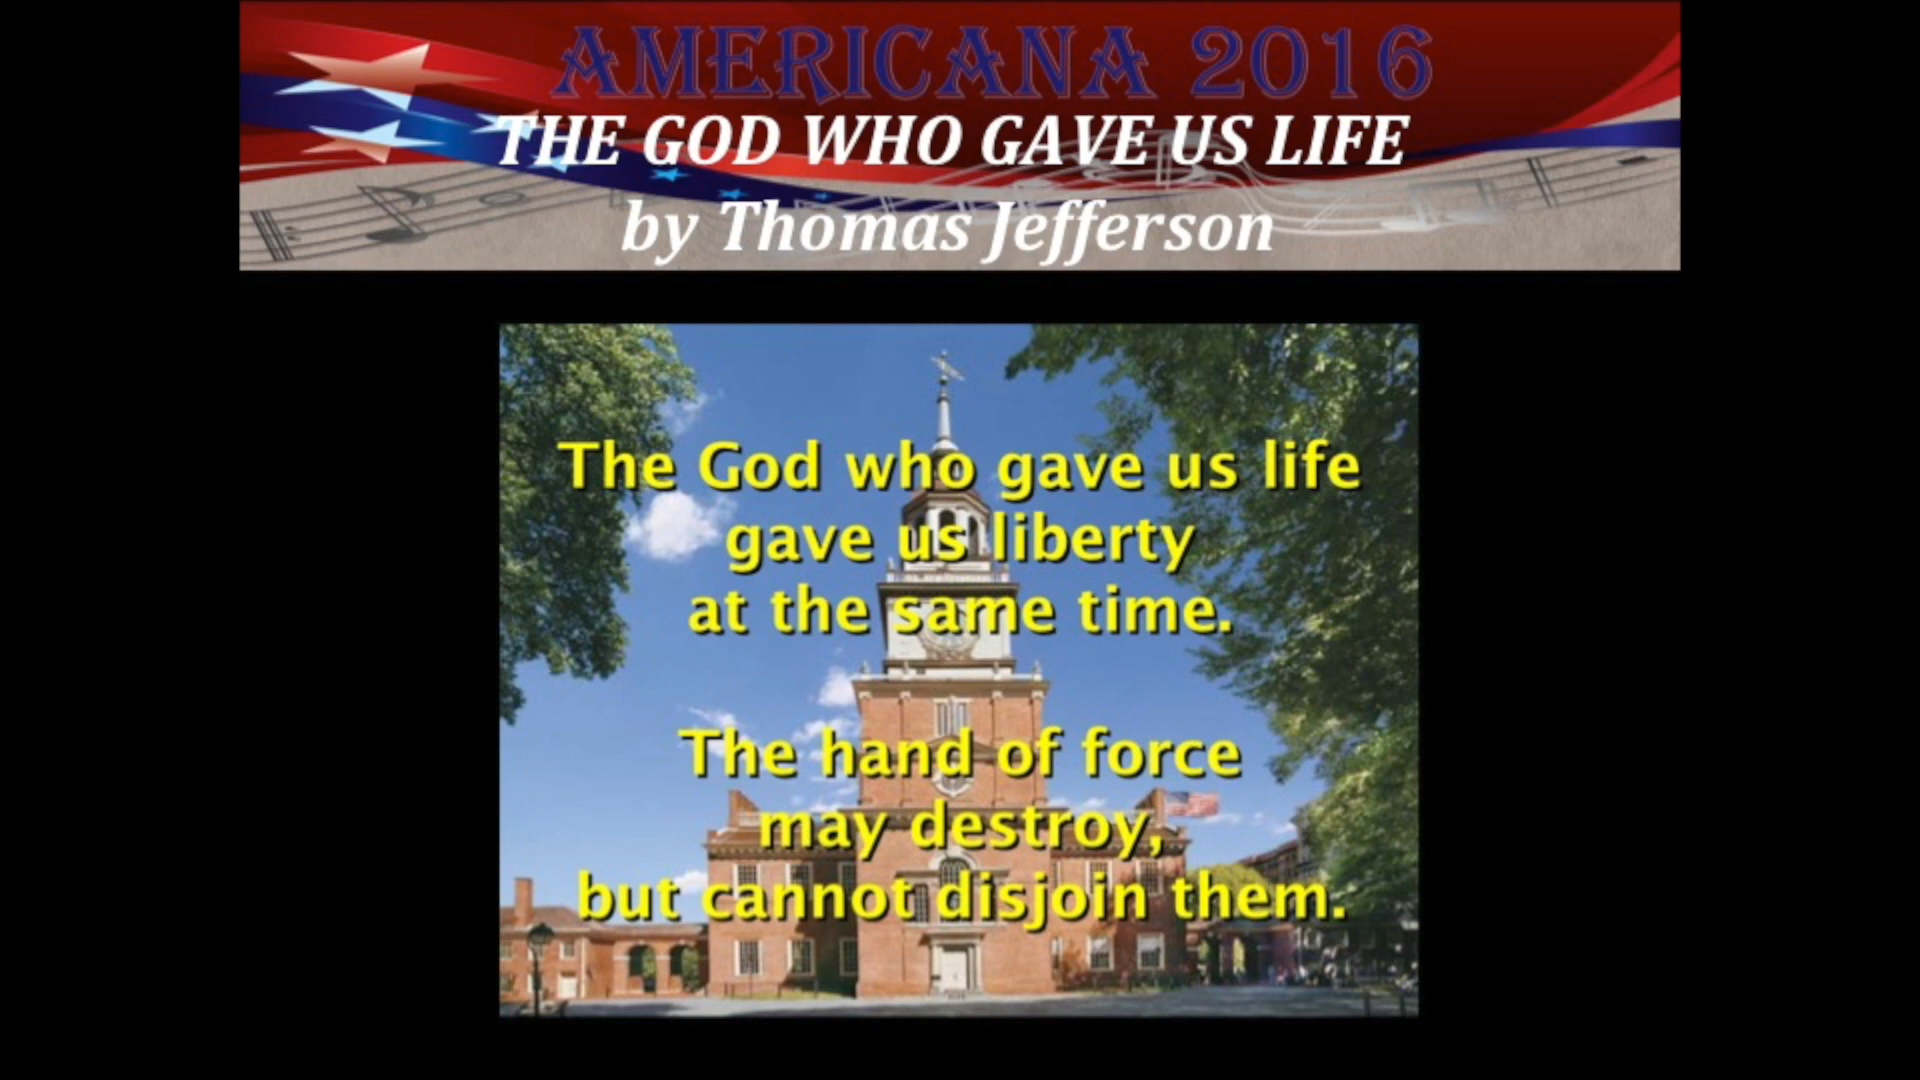 AMERICANA 2016
THE GOD WHO GAVE US LIFE
by Thomas Jefferson
The God who gave us life
gave us liberty
at the same time.
The hand of force
may destroy,
but cannot disjoin them.